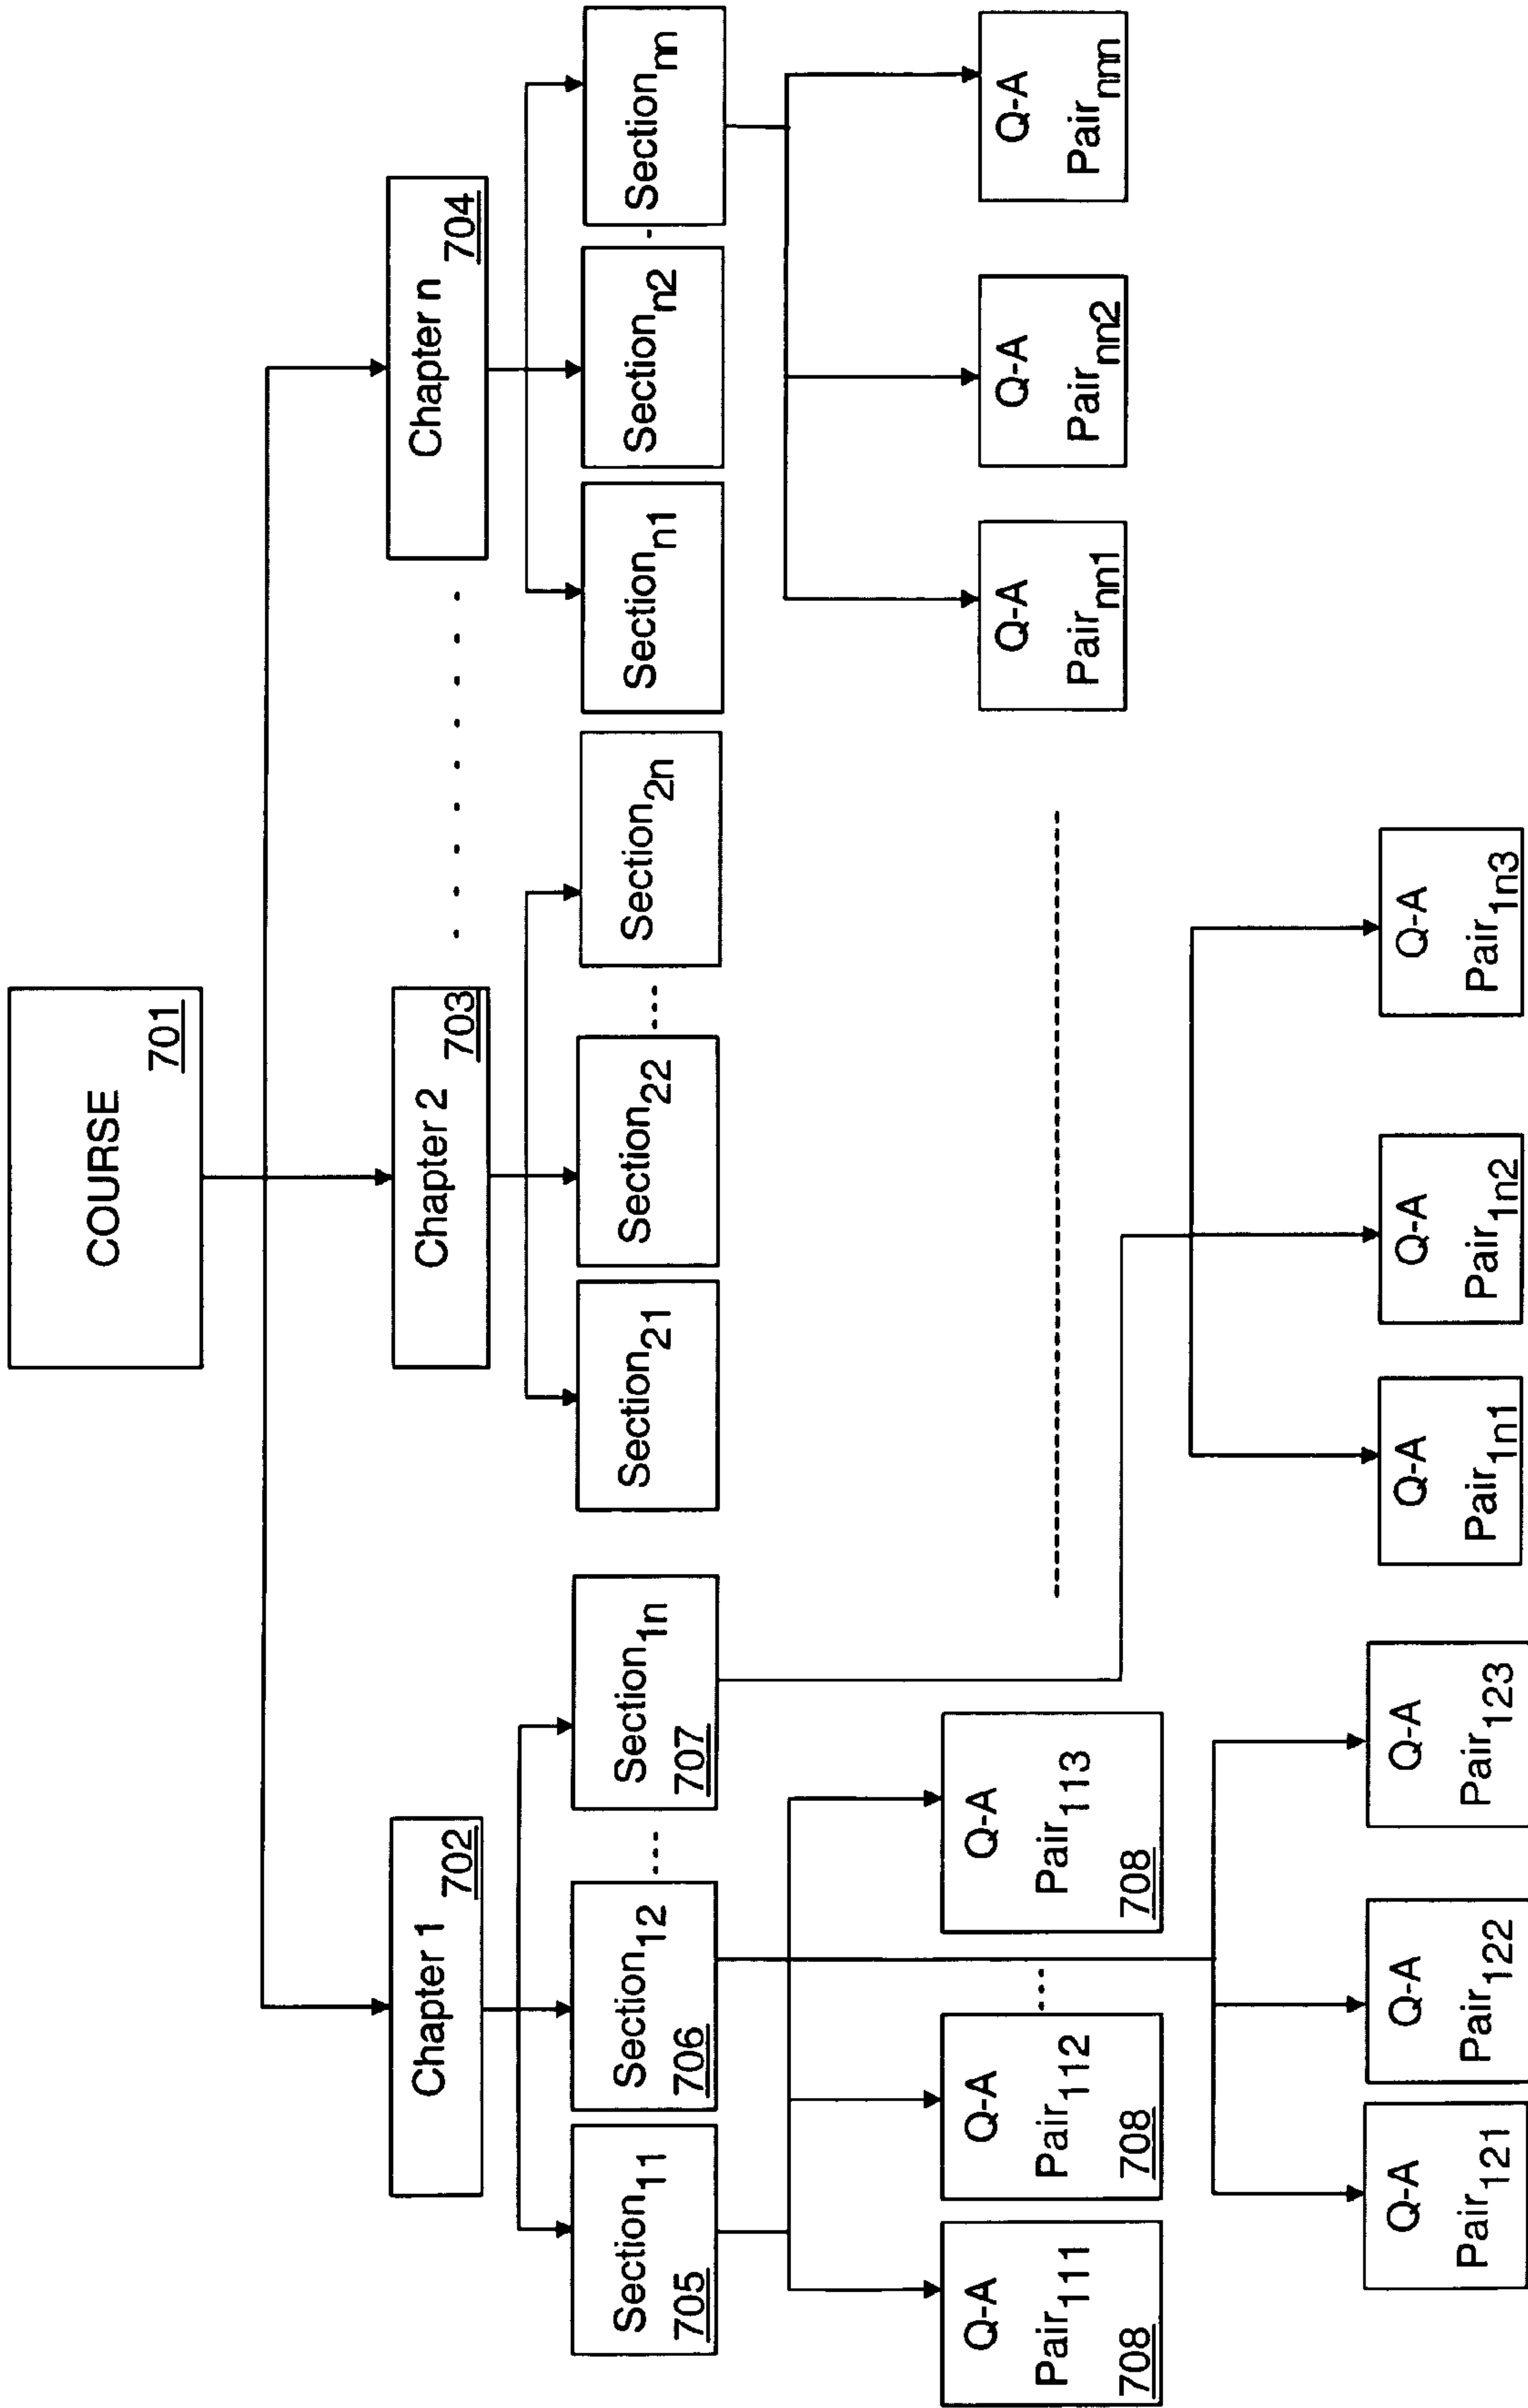 COURSE
701
Chapter 1
702
Chapter 2
703
Chapter n
704
Section11
705
Section12
706
Section1n
707
Section21
Section22
Section2n
Sectionn1
Sectionn2
Sectionnn
Q-A
Pair111
708
Q-A
Pair112
708
Q-A
Pair113
708
Q-A
Pairnn1
Q-A
Pairnn2
Q-A
Pairnnn
Q-A
Pair121
Q-A
Pair122
Q-A
Pair123
Q-A
Pair1n1
Q-A
Pair1n2
Q-A
Pair1n3